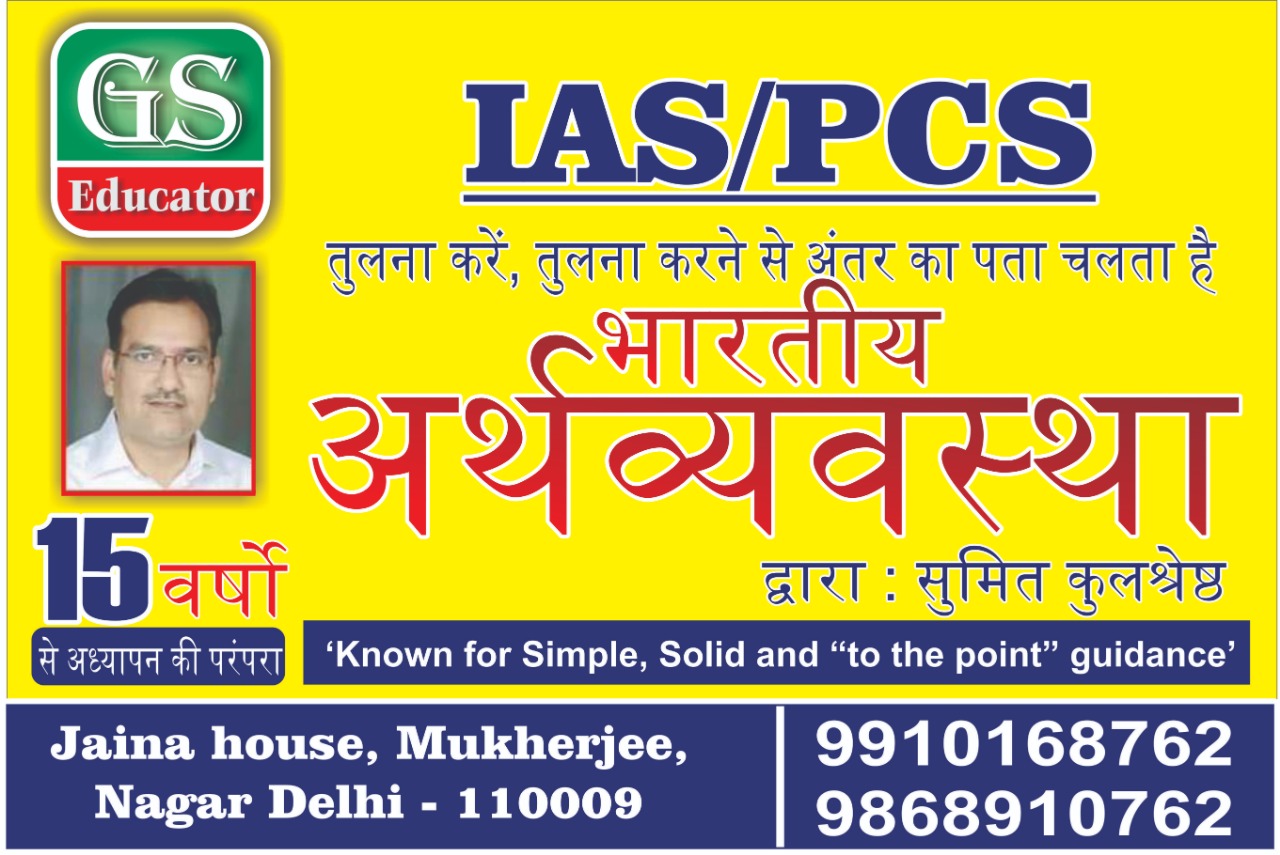 GS
Educator
IAS/PCS
तुलना करें, तुलना करने से अंतर का पता चलता है
भारतीय
अर्थव्यवस्था
द्वारा : सुमित कुलश्रेष्ठ
15 वर्षो
से अध्यापन की परंपरा
‘Known for Simple, Solid and “to the point” guidance’
Jaina house, Mukherjee,
Nagar Delhi - 110009
9910168762
9868910762